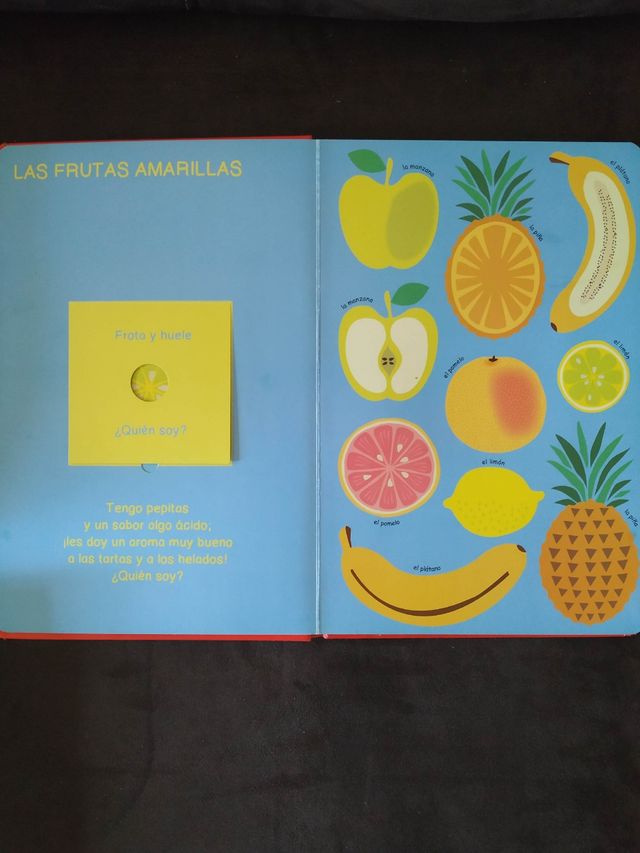 LAS FRUTAS AMARILLAS
Frota y huele
¿Quién soy?
Tengo pepitas
y un sabor algo ácido;
¡les doy un aroma muy bueno
a las tartas y a los helados!
¿Quién soy?
la manzana
la piña
el plátano
la manzana
el pomelo
el limón
el pomelo
el limón
la piña
el plátano